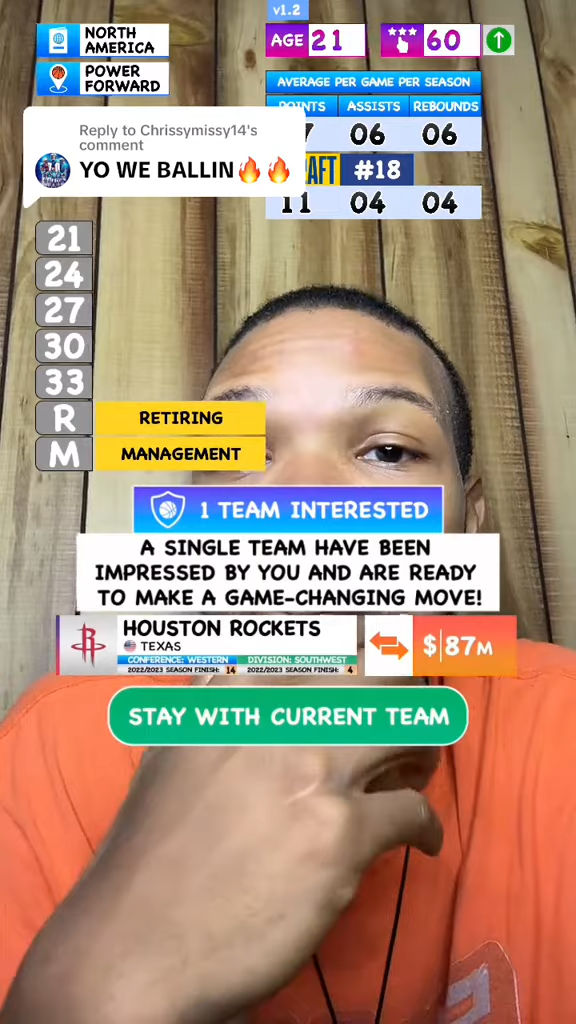 v1.2
NORTH
AMERICA
AGE 21
60
POWER
FORWARD
AVERAGE PER GAME PER SEASON
POINTS ASSISTS REBOUNDS
7 06 06
Reply to Chrissymissy14's
comment
YO WE BALLIN🔥🔥
#18
11 04 04
21
24
27
30
33
R RETIRING
M MANAGEMENT
1 TEAM INTERESTED
A SINGLE TEAM HAVE BEEN
IMPRESSED BY YOU AND ARE READY
TO MAKE A GAME-CHANGING MOVE!
R HOUSTON ROCKETS
TEXAS
$87M
CONFERENCE: WESTERN DIVISION: SOUTHWEST
2022/2023 SEASON FINISH: 14 2022/2023 SEASON FINISH: 4
STAY WITH CURRENT TEAM